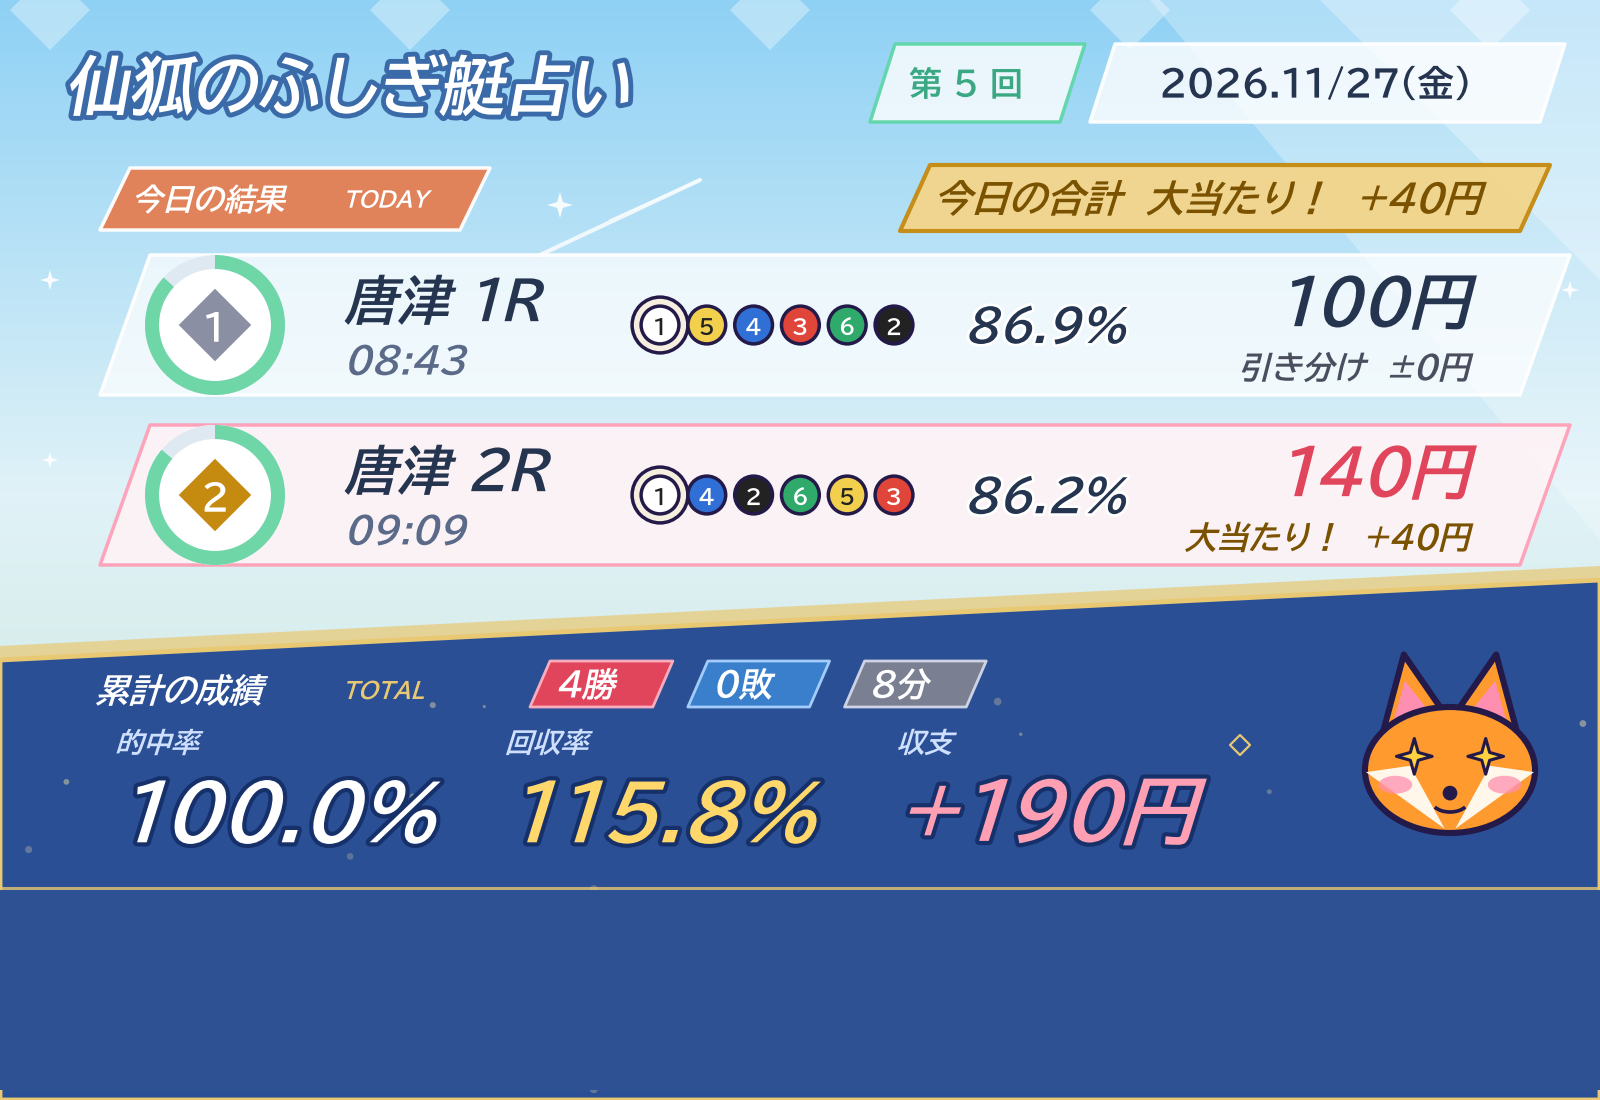 仙狐のふしぎ艇占い
第 5 回
2026.11/27(金)
今日の結果 TODAY
今日の合計 大当たり！ +40円
1
唐津 1R
08:43
1 5 4 3 6 2
86.9%
100円
引き分け ±0円
2
唐津 2R
09:09
1 4 2 6 5 3
86.2%
140円
大当たり！ +40円
累計の成績 TOTAL
4勝
0敗
8分
的中率
100.0%
回収率
115.8%
収支
+190円